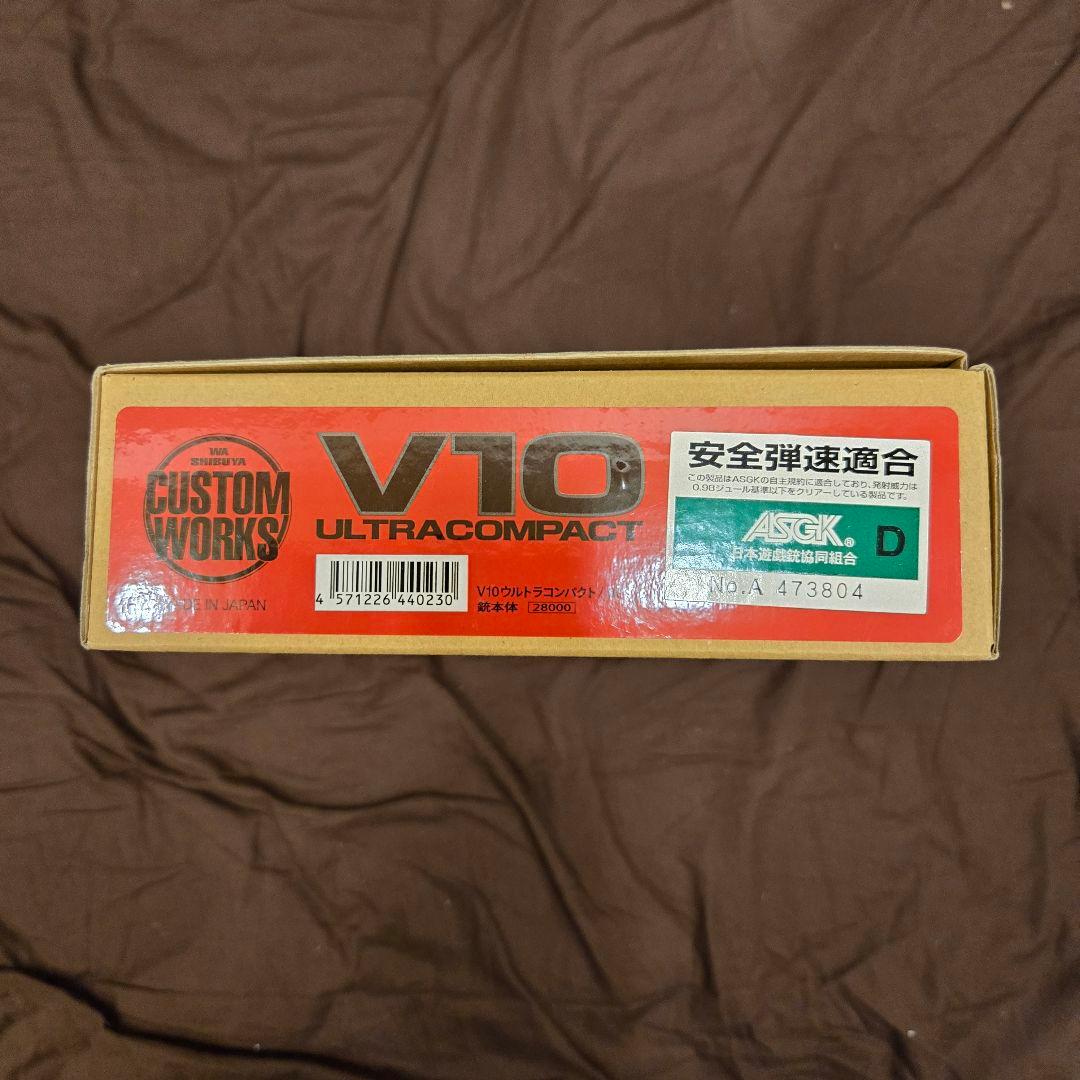 WA
SHIBUYA
CUSTOM
WORKS
MADE IN JAPAN
V10
ULTRACOMPACT
4 571226 440230
V10ウルトラコンパクト
銃本体 28000
安全弾速適合
この製品はASGKの自主規約に適合しており、発射威力は
0.98ジュール基準以下をクリアーしている製品です。
ASGK®
日本遊戯銃協同組合
D
No.A 473804